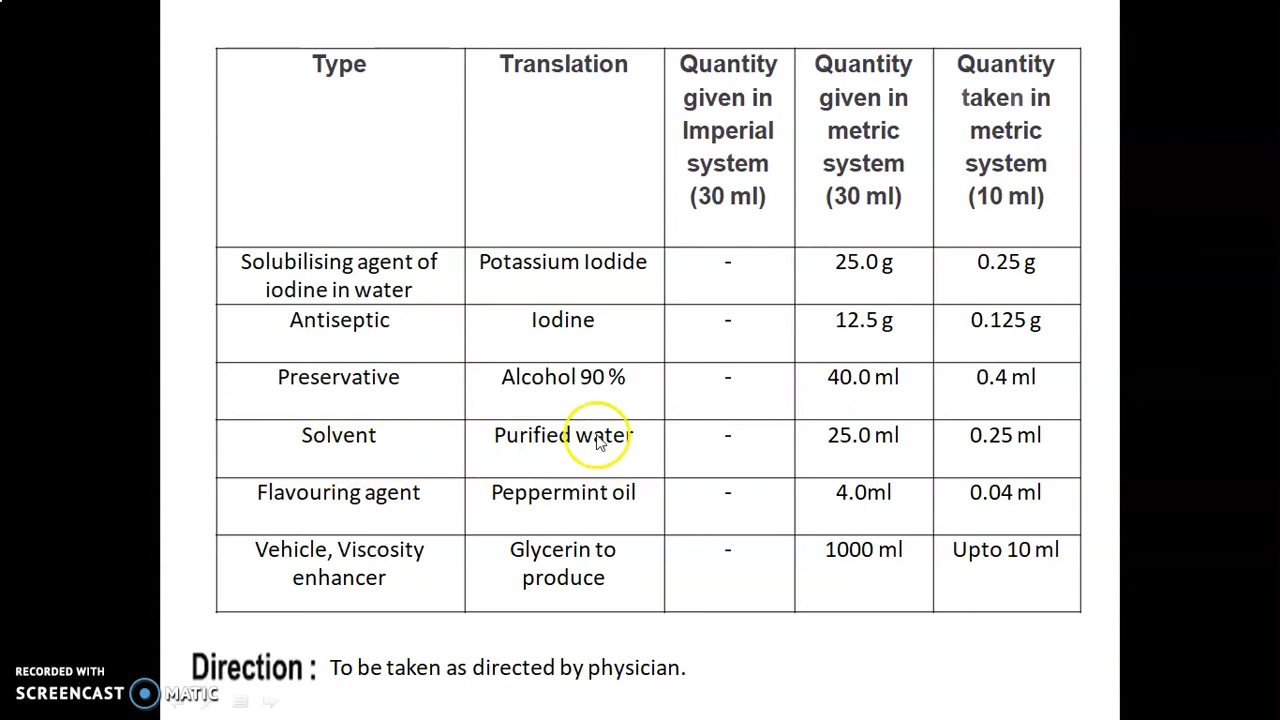 Type Translation Quantity Quantity Quantity
given in given in taken in
Imperial metric metric
system system system
(30 ml) (30 ml) (10 ml)
Solubilising agent of Potassium Iodide - 25.0 g 0.25 g
iodine in water
Antiseptic Iodine - 12.5 g 0.125 g
Preservative Alcohol 90 % - 40.0 ml 0.4 ml
Solvent Purified water - 25.0 ml 0.25 ml
Flavouring agent Peppermint oil - 4.0ml 0.04 ml
Vehicle, Viscosity Glycerin to - 1000 ml Upto 10 ml
enhancer produce
Direction : To be taken as directed by physician.
RECORDED WITH
SCREENCAST MATIC